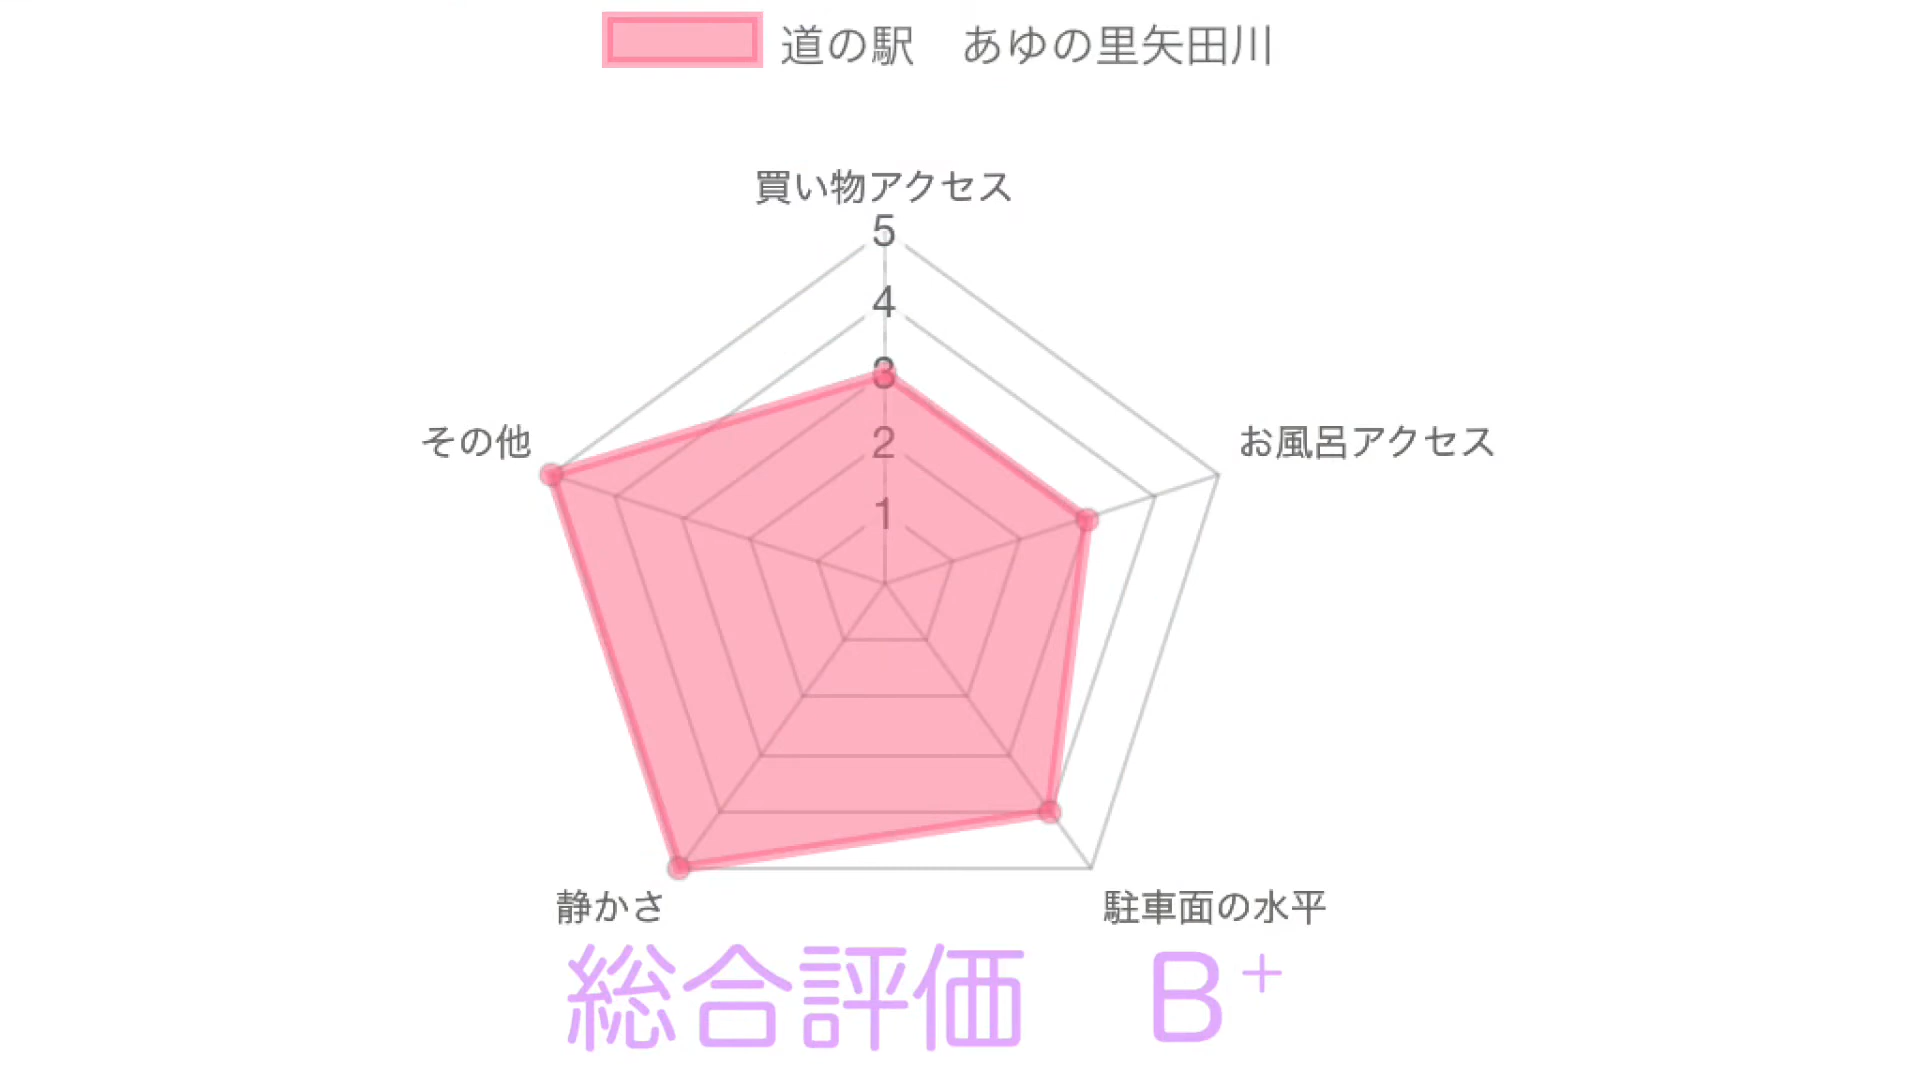 道の駅　あゆの里矢田川
買い物アクセス
5
4
3
2
1
その他
お風呂アクセス
静かさ
駐車面の水平
総合評価　B⁺